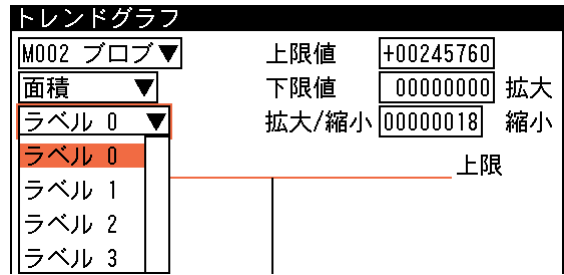 トレンドグラフ
M002 ブロブ▼ 上限値 +00245760
面積 ▼ 下限値 00000000 拡大
ラベル 0 ▼ 拡大/縮小 00000018 縮小
ラベル 0
上限
ラベル 1
ラベル 2
ラベル 3